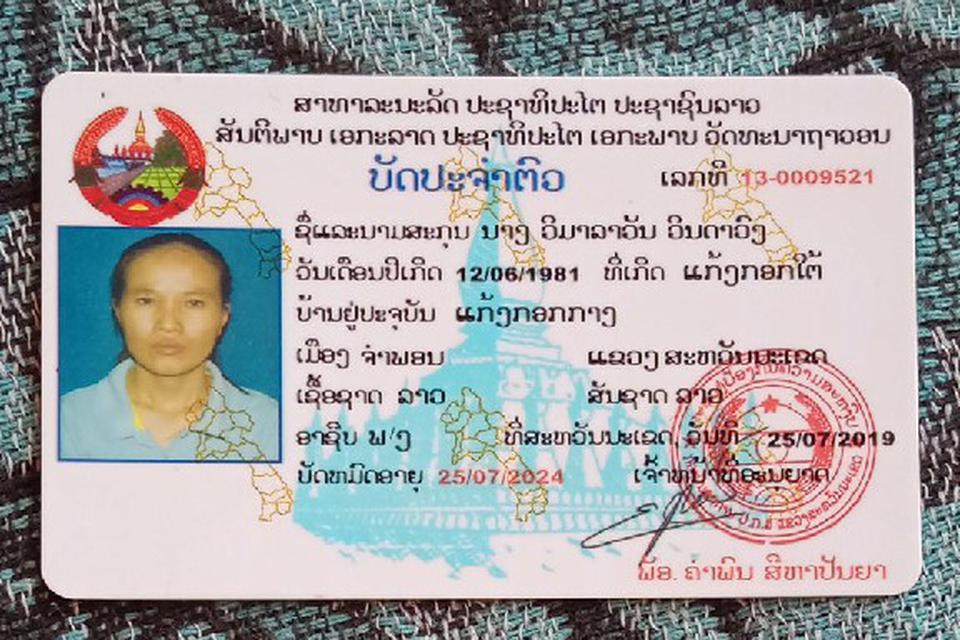 ສາທາລະນະລັດ ປະຊາທິປະໄຕ ປະຊາຊົນລາວ
ສັນຕິພາບ ເອກະລາດ ປະຊາທິປະໄຕ ເອກະພາບ ວັດທະນາຖາວອນ
ບັດປະຈຳຕົວ ເລກທີ 13-0009521
ຊື່ແລະນາມສະກຸນ ນາງ ວິມາລາວັນ ອິນດາວົງ
ວັນເດືອນປີເກີດ 12/06/1981 ທີ່ເກີດ ແກ້ງກອກໃຕ້
ບ້ານຢູ່ປະຈຸບັນ ແກ້ງກອກກາງ
ເມືອງ ຈຳພອນ ແຂວງ ສະຫວັນນະເຂດ
ເຊື້ອຊາດ ລາວ ສັນຊາດ ລາວ
ອາຊີບ ພ/ງ ທີ່ສະຫວັນນະເຂດ, ວັນທີ 25/07/2019
ບັດຫມົດອາຍຸ 25/07/2024 ເຈົ້າຫນ້າທີ່ອະນຸຍາດ
ພັອ. ຄຳພົນ ສີຫາປັນຍາ